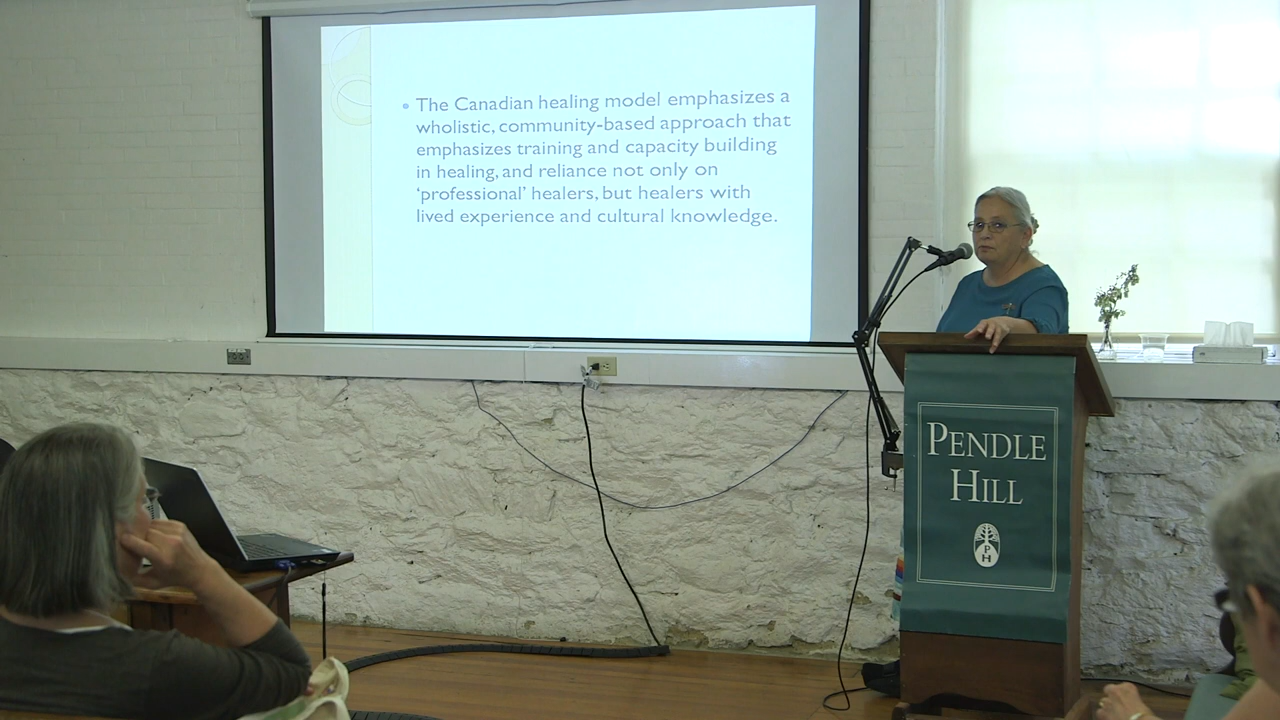 The Canadian healing model emphasizes a
wholistic, community-based approach that
emphasizes training and capacity building
in healing, and reliance not only on
‘professional’ healers, but healers with
lived experience and cultural knowledge.
PENDLE
HILL
P
H